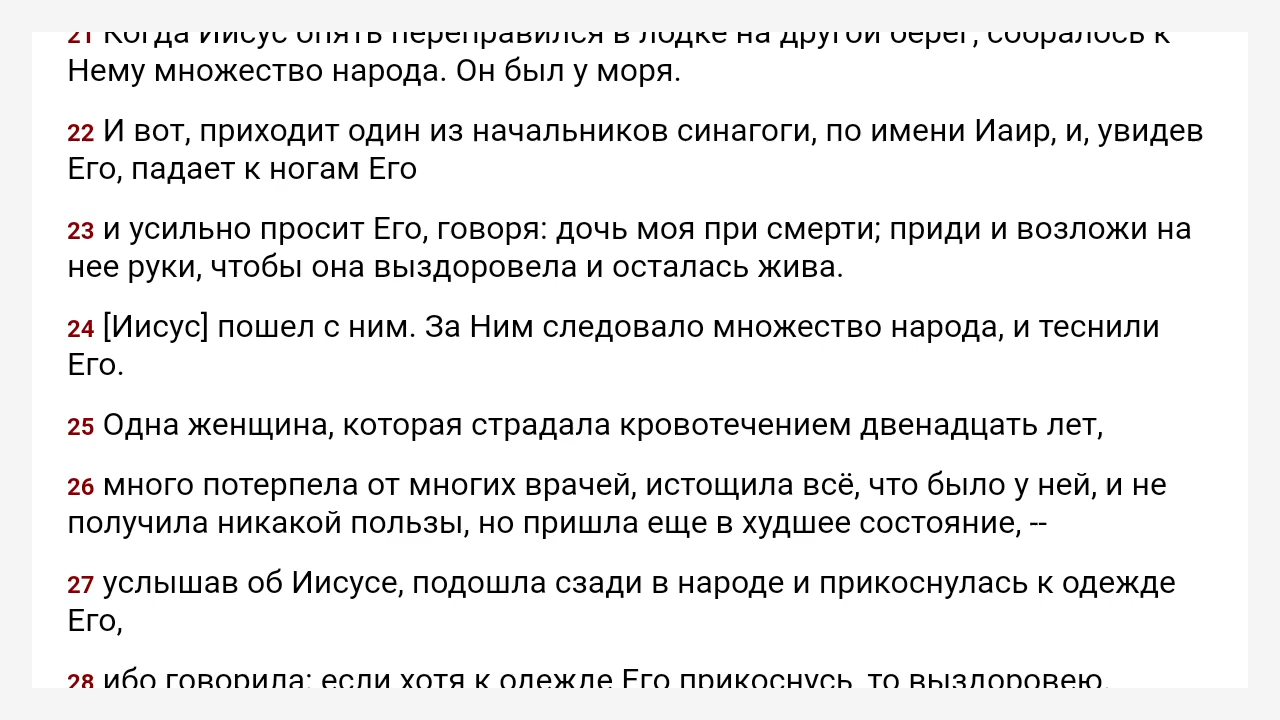 21 Когда Иисус опять переправился в лодке на другой берег, собралось к
Нему множество народа. Он был у моря.
22 И вот, приходит один из начальников синагоги, по имени Иаир, и, увидев
Его, падает к ногам Его
23 и усильно просит Его, говоря: дочь моя при смерти; приди и возложи на
нее руки, чтобы она выздоровела и осталась жива.
24 [Иисус] пошел с ним. За Ним следовало множество народа, и теснили
Его.
25 Одна женщина, которая страдала кровотечением двенадцать лет,
26 много потерпела от многих врачей, истощила всё, что было у ней, и не
получила никакой пользы, но пришла еще в худшее состояние, --
27 услышав об Иисусе, подошла сзади в народе и прикоснулась к одежде
Его,
28 ибо говорила: если хотя к одежде Его прикоснусь, то выздоровею.